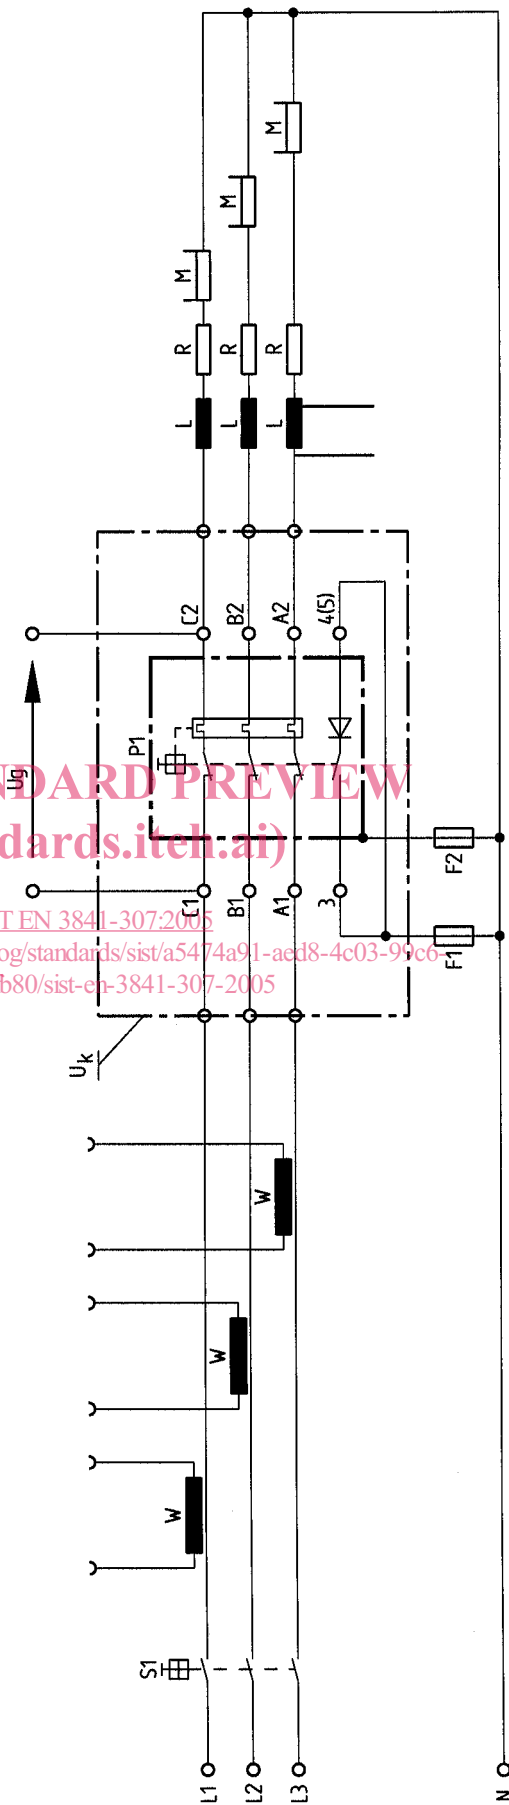 M
M
M
R
R
R
L
L
L
C2
B2
A2
4(5)
P1
Ug
NDARD PREVIEW
dards.iteh.ai)
C1
B1
A1
3
F2
F1
T EN 3841-307:2005
og/standards/sist/a5474a91-aed8-4c03-99c6-
b80/sist-en-3841-307-2005
Uk
W
W
W
S1
L1
L2
L3
N